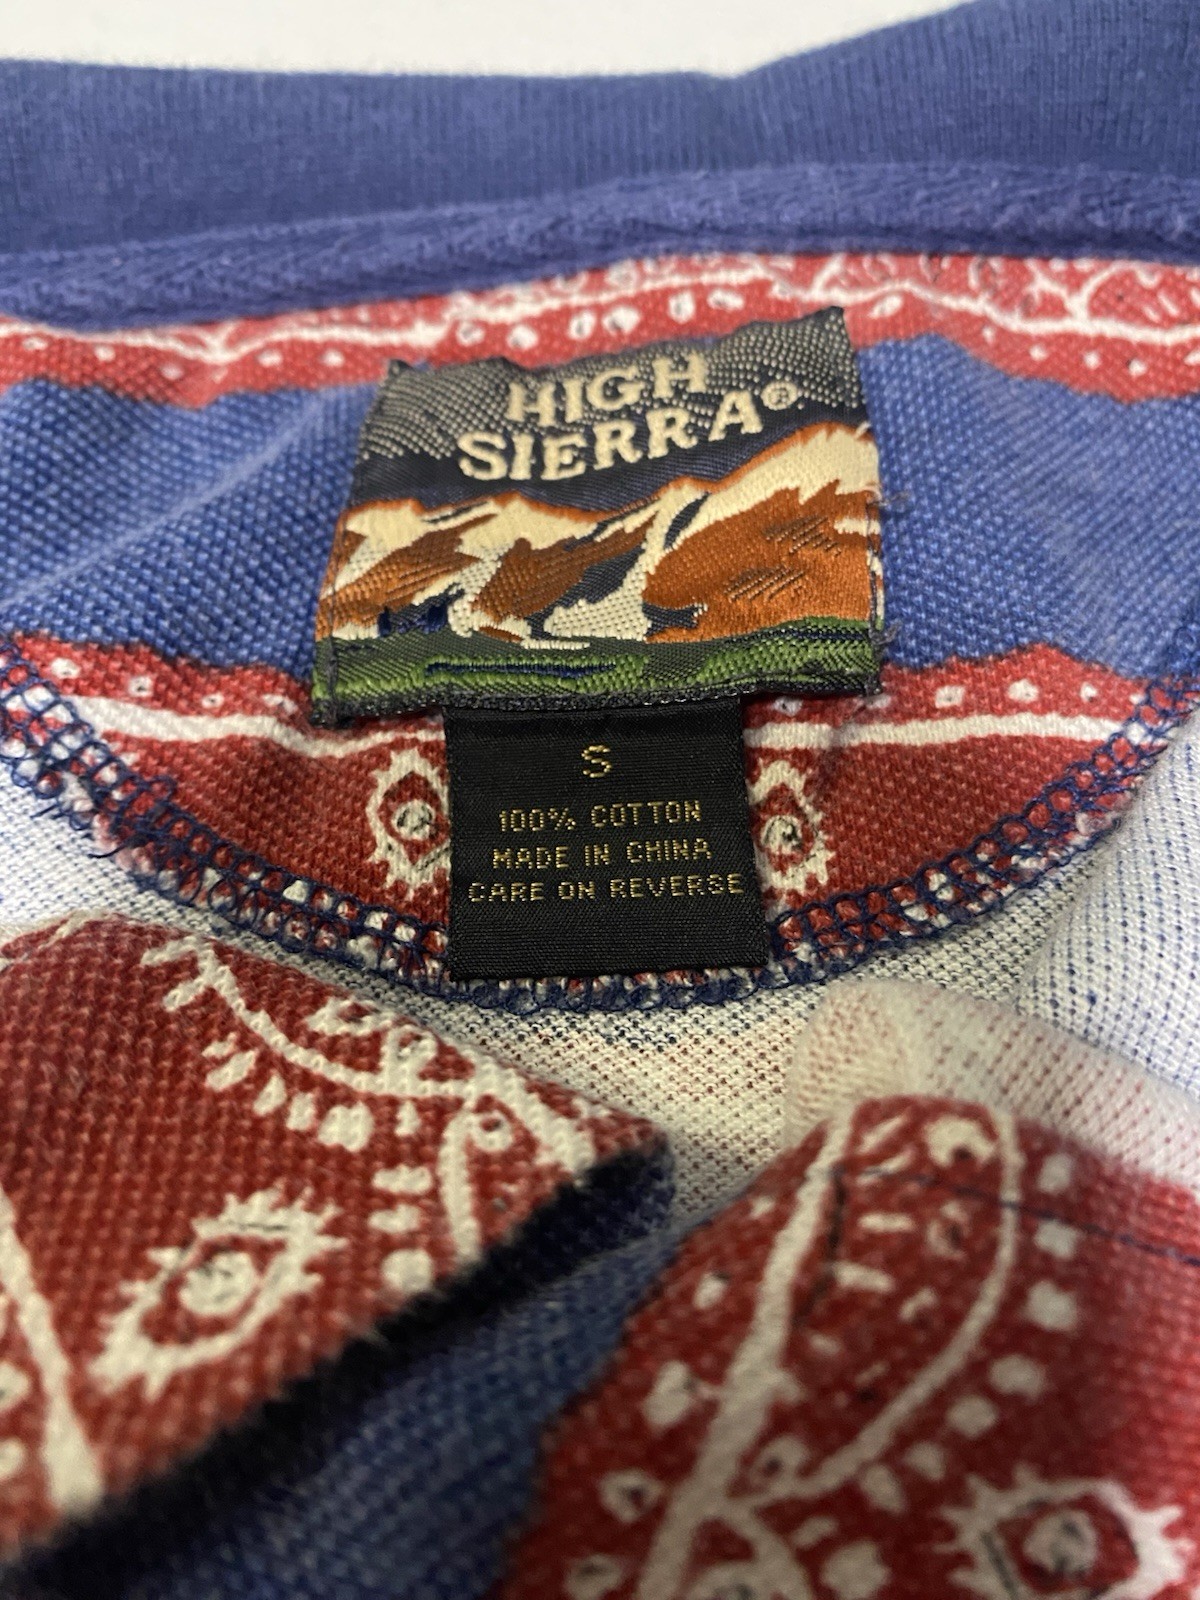 HIGH
SIERRA®
S
100% COTTON
MADE IN CHINA
CARE ON REVERSE